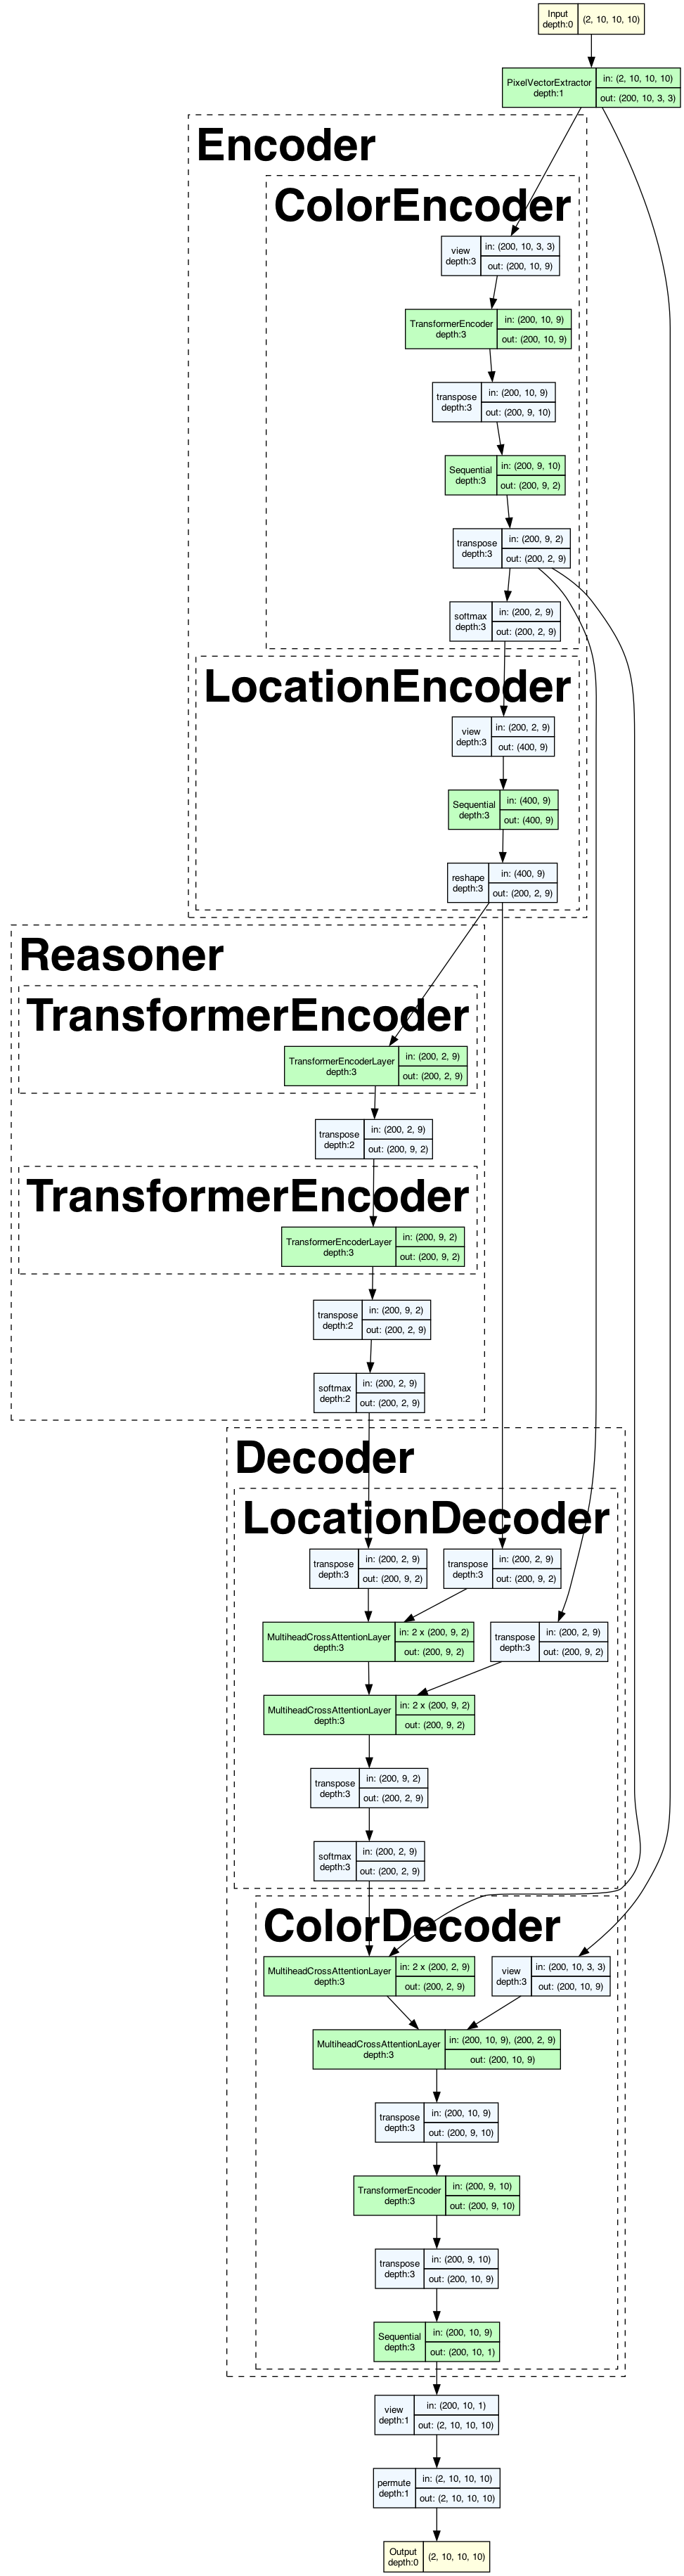 Input
depth:0
(2, 10, 10, 10)
PixelVectorExtractor
depth:1
in: (2, 10, 10, 10)
out: (200, 10, 3, 3)
Encoder
ColorEncoder
view
depth:3
in: (200, 10, 3, 3)
out: (200, 10, 9)
TransformerEncoder
depth:3
in: (200, 10, 9)
out: (200, 10, 9)
transpose
depth:3
in: (200, 10, 9)
out: (200, 9, 10)
Sequential
depth:3
in: (200, 9, 10)
out: (200, 9, 2)
transpose
depth:3
in: (200, 9, 2)
out: (200, 2, 9)
softmax
depth:3
in: (200, 2, 9)
out: (200, 2, 9)
LocationEncoder
view
depth:3
in: (200, 2, 9)
out: (400, 9)
Sequential
depth:3
in: (400, 9)
out: (400, 9)
reshape
depth:3
in: (400, 9)
out: (200, 2, 9)
Reasoner
TransformerEncoder
TransformerEncoderLayer
depth:3
in: (200, 2, 9)
out: (200, 2, 9)
transpose
depth:2
in: (200, 2, 9)
out: (200, 9, 2)
TransformerEncoder
TransformerEncoderLayer
depth:3
in: (200, 9, 2)
out: (200, 9, 2)
transpose
depth:2
in: (200, 9, 2)
out: (200, 2, 9)
softmax
depth:2
in: (200, 2, 9)
out: (200, 2, 9)
Decoder
LocationDecoder
transpose
depth:3
in: (200, 2, 9)
out: (200, 9, 2)
transpose
depth:3
in: (200, 2, 9)
out: (200, 9, 2)
MultiheadCrossAttentionLayer
depth:3
in: 2 x (200, 9, 2)
out: (200, 9, 2)
transpose
depth:3
in: (200, 2, 9)
out: (200, 9, 2)
MultiheadCrossAttentionLayer
depth:3
in: 2 x (200, 9, 2)
out: (200, 9, 2)
transpose
depth:3
in: (200, 9, 2)
out: (200, 2, 9)
softmax
depth:3
in: (200, 2, 9)
out: (200, 2, 9)
ColorDecoder
MultiheadCrossAttentionLayer
depth:3
in: 2 x (200, 2, 9)
out: (200, 2, 9)
view
depth:3
in: (200, 10, 3, 3)
out: (200, 10, 9)
MultiheadCrossAttentionLayer
depth:3
in: (200, 10, 9), (200, 2, 9)
out: (200, 10, 9)
transpose
depth:3
in: (200, 10, 9)
out: (200, 9, 10)
TransformerEncoder
depth:3
in: (200, 9, 10)
out: (200, 9, 10)
transpose
depth:3
in: (200, 9, 10)
out: (200, 10, 9)
Sequential
depth:3
in: (200, 10, 9)
out: (200, 10, 1)
view
depth:1
in: (200, 10, 1)
out: (2, 10, 10, 10)
permute
depth:1
in: (2, 10, 10, 10)
out: (2, 10, 10, 10)
Output
depth:0
(2, 10, 10, 10)